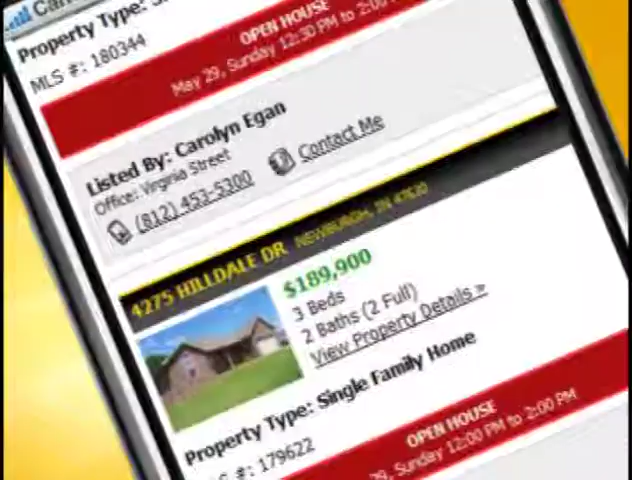 Property Type:
MLS #: 180344
OPEN HOUSE
May 29, Sunday 12:30 PM to 2:00
Listed By: Carolyn Egan
Office: Virginia Street
(812) 453-5300 Contact Me
4275 HILLDALE DR NEWBURGH, IN 47630
$189,900
3 Beds
2 Baths (2 Full)
View Property Details »
Property Type: Single Family Home
#: 179622
OPEN HOUSE
29, Sunday 12:00 PM to 2:00 PM